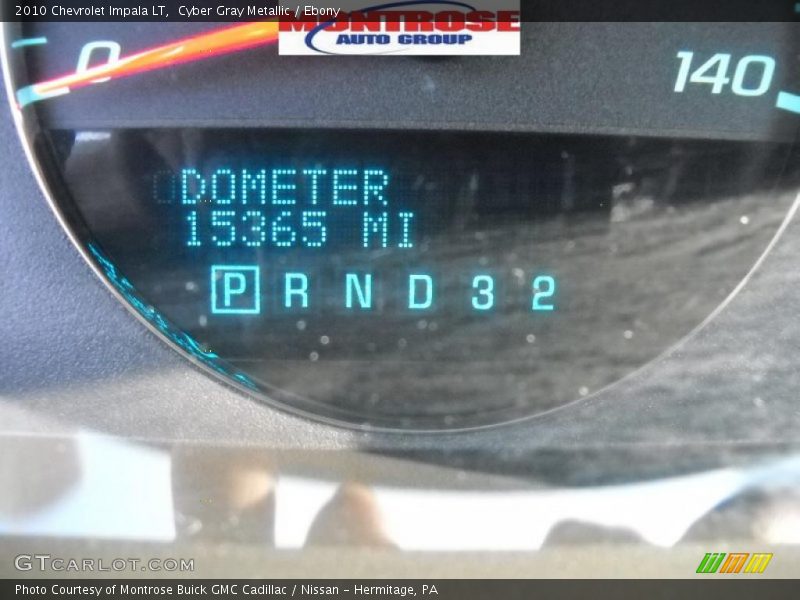 2010 Chevrolet Impala LT, Cyber Gray Metallic / Ebony
MONTROSE
AUTO GROUP
0
140
ODOMETER
15365 MI
P R N D 3 2
GTCARLOT.COM
Photo Courtesy of Montrose Buick GMC Cadillac / Nissan - Hermitage, PA